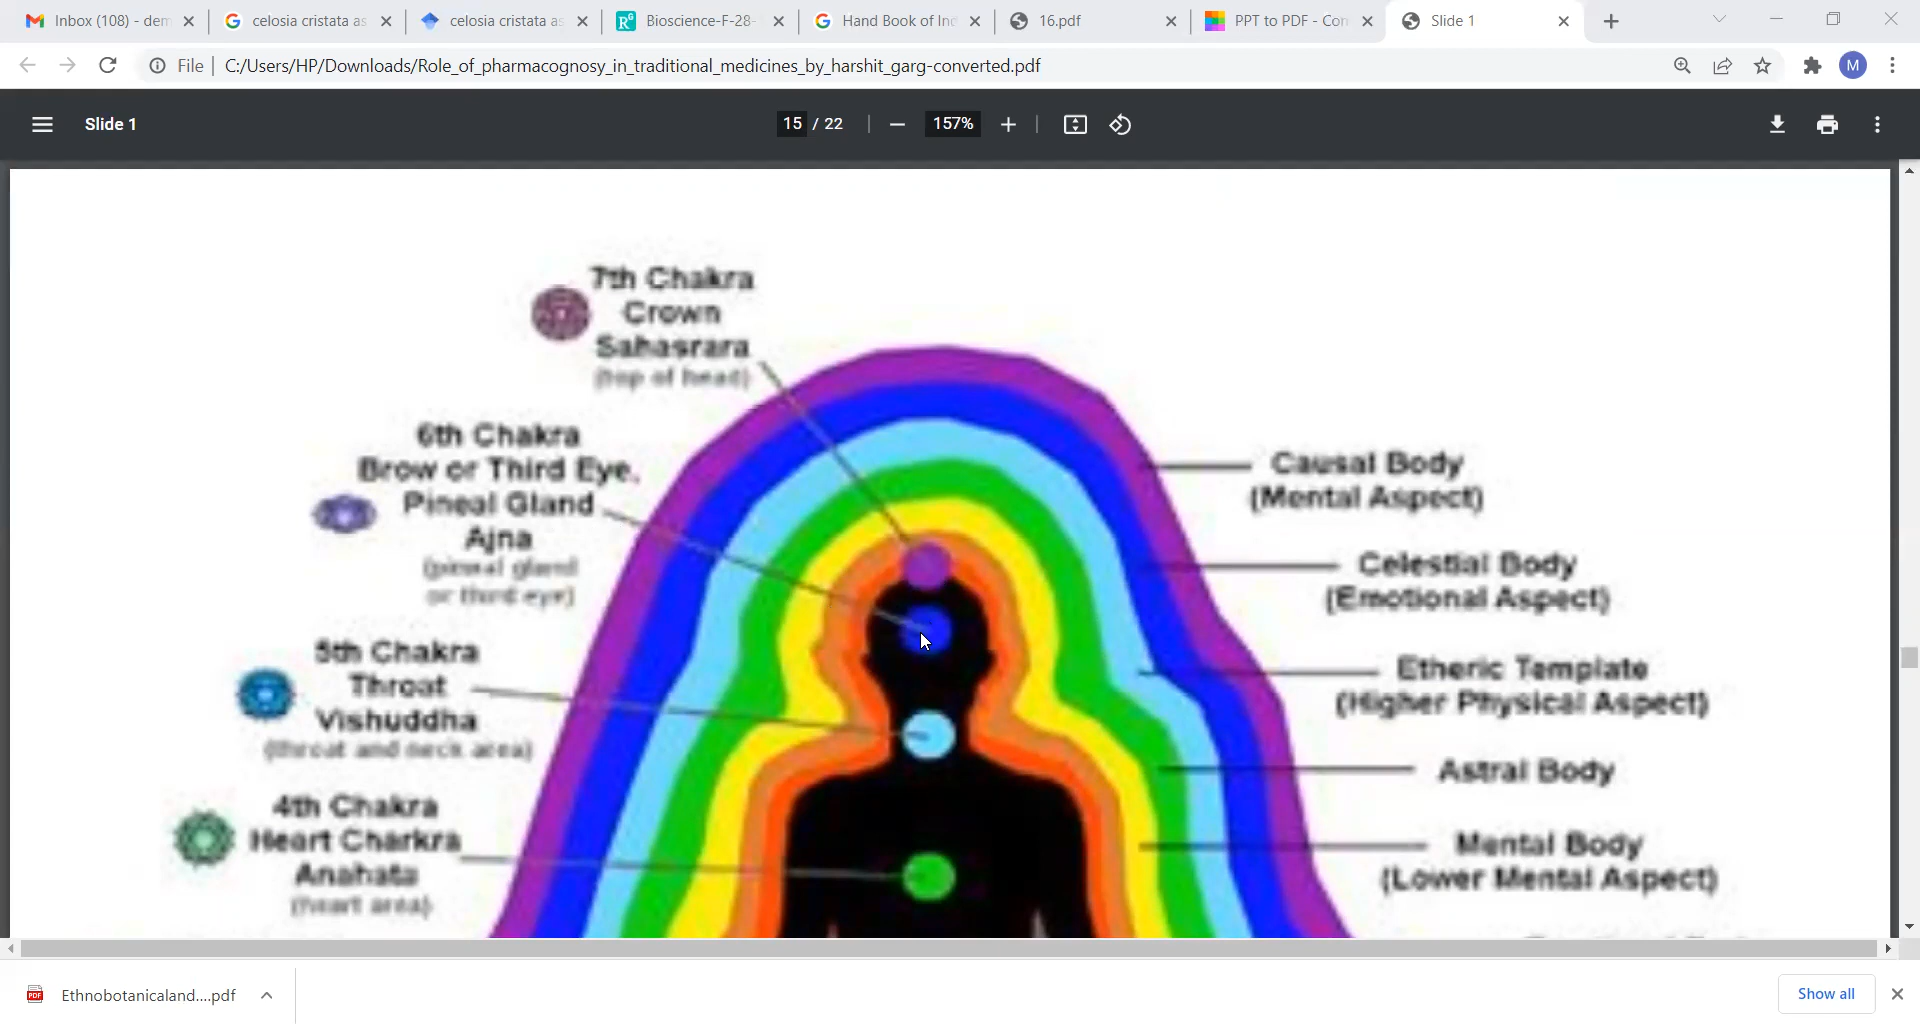 Inbox (108) - dem
celosia cristata as
celosia cristata as
Bioscience-F-28-
Hand Book of Ind
16.pdf
PPT to PDF - Con
Slide 1
File
C:/Users/HP/Downloads/Role_of_pharmacognosy_in_traditional_medicines_by_harshit_garg-converted.pdf
M
Slide 1
15 / 22
157%
7th Chakra
Crown
Sahasrara
(top of head)
6th Chakra
Brow or Third Eye,
Pineal Gland
Ajna
(pineal gland
or third eye)
5th Chakra
Throat
Vishuddha
(throat and neck area)
4th Chakra
Heart Charkra
Anahata
(heart area)
Causal Body
(Mental Aspect)
Celestial Body
(Emotional Aspect)
Etheric Template
(Higher Physical Aspect)
Astral Body
Mental Body
(Lower Mental Aspect)
PDF
Ethnobotanicaland....pdf
Show all